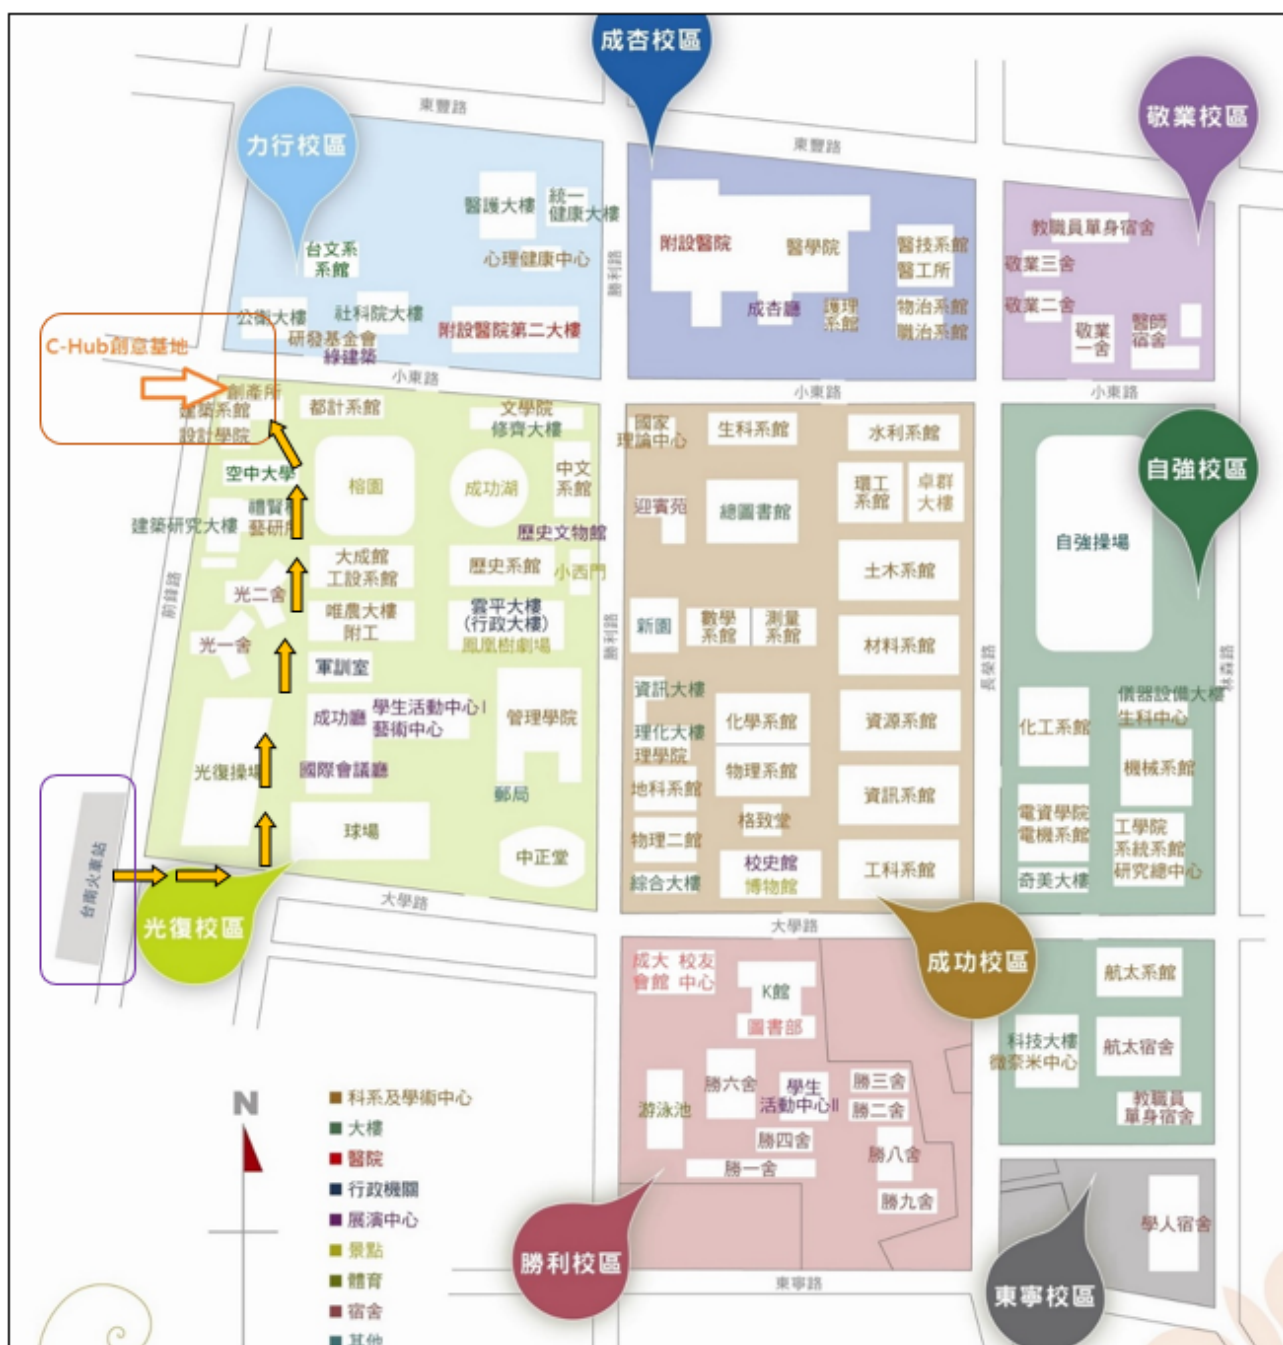 成杏校區
力行校區
敬業校區
東豐路
東豐路
醫護大樓
統一
健康大樓
台文系
系館
心理健康中心
公衛大樓
社科院大樓
研發基金會
綠建築
附設醫院第二大樓
勝利路
附設醫院
醫學院
醫技系館
醫工所
成杏廳
護理
系館
物治系館
職治系館
教職員單身宿舍
敬業三舍
敬業二舍
敬業
一舍
醫師
宿舍
C-Hub創意基地
小東路
小東路
小東路
創產所
建築系館
設計學院
都計系館
文學院
修齊大樓
空中大學
榕園
成功湖
中文
系館
建築研究大樓
歷史文物館
大成館
工設系館
歷史系館
小西門
光二舍
唯農大樓
附工
雲平大樓
(行政大樓)
鳳凰樹劇場
光一舍
軍訓室
前鋒路
成功廳
學生活動中心I
藝術中心
管理學院
光復操場
國際會議廳
郵局
球場
中正堂
台南火車站
光復校區
大學路
勝利路
國家
理論中心
生科系館
水利系館
迎賓苑
總圖書館
環工
系館
卓群
大樓
土木系館
新園
數學
系館
測量
系館
材料系館
資訊大樓
理化大樓
理學院
化學系館
資源系館
地科系館
物理系館
資訊系館
物理二館
格致堂
綜合大樓
校史館
博物館
工科系館
大學路
成功校區
長榮路
自強校區
自強操場
林森路
儀器設備大樓
生科中心
化工系館
機械系館
電資學院
電機系館
工學院
系統系館
研究總中心
奇美大樓
成大
會館
校友
中心
K館
圖書部
游泳池
勝六舍
學生
活動中心II
勝三舍
勝二舍
勝四舍
勝一舍
勝八舍
勝九舍
勝利校區
東寧路
航太系館
科技大樓
微奈米中心
航太宿舍
教職員
單身宿舍
學人宿舍
東寧校區
N
科系及學術中心
大樓
醫院
行政機關
展演中心
景點
體育
宿舍
其他